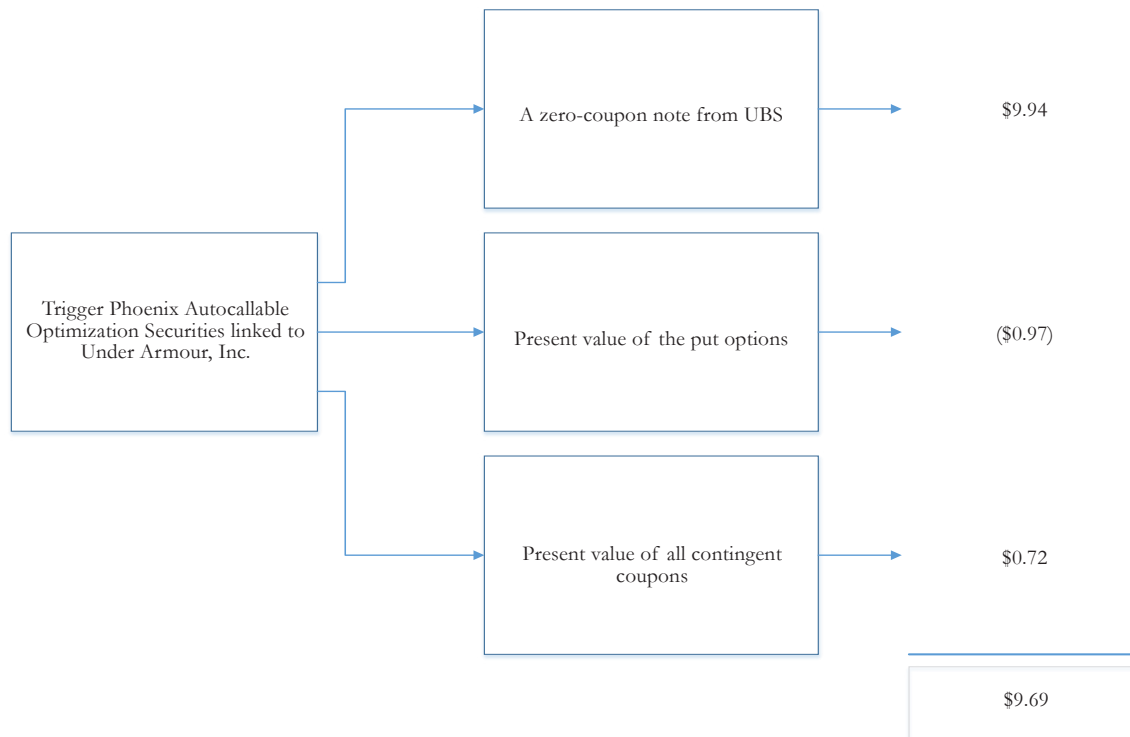 A zero-coupon note from UBS
$9.94
Trigger Phoenix Autocallable
Optimization Securities linked to
Under Armour, Inc.
Present value of the put options
($0.97)
Present value of all contingent
coupons
$0.72
$9.69